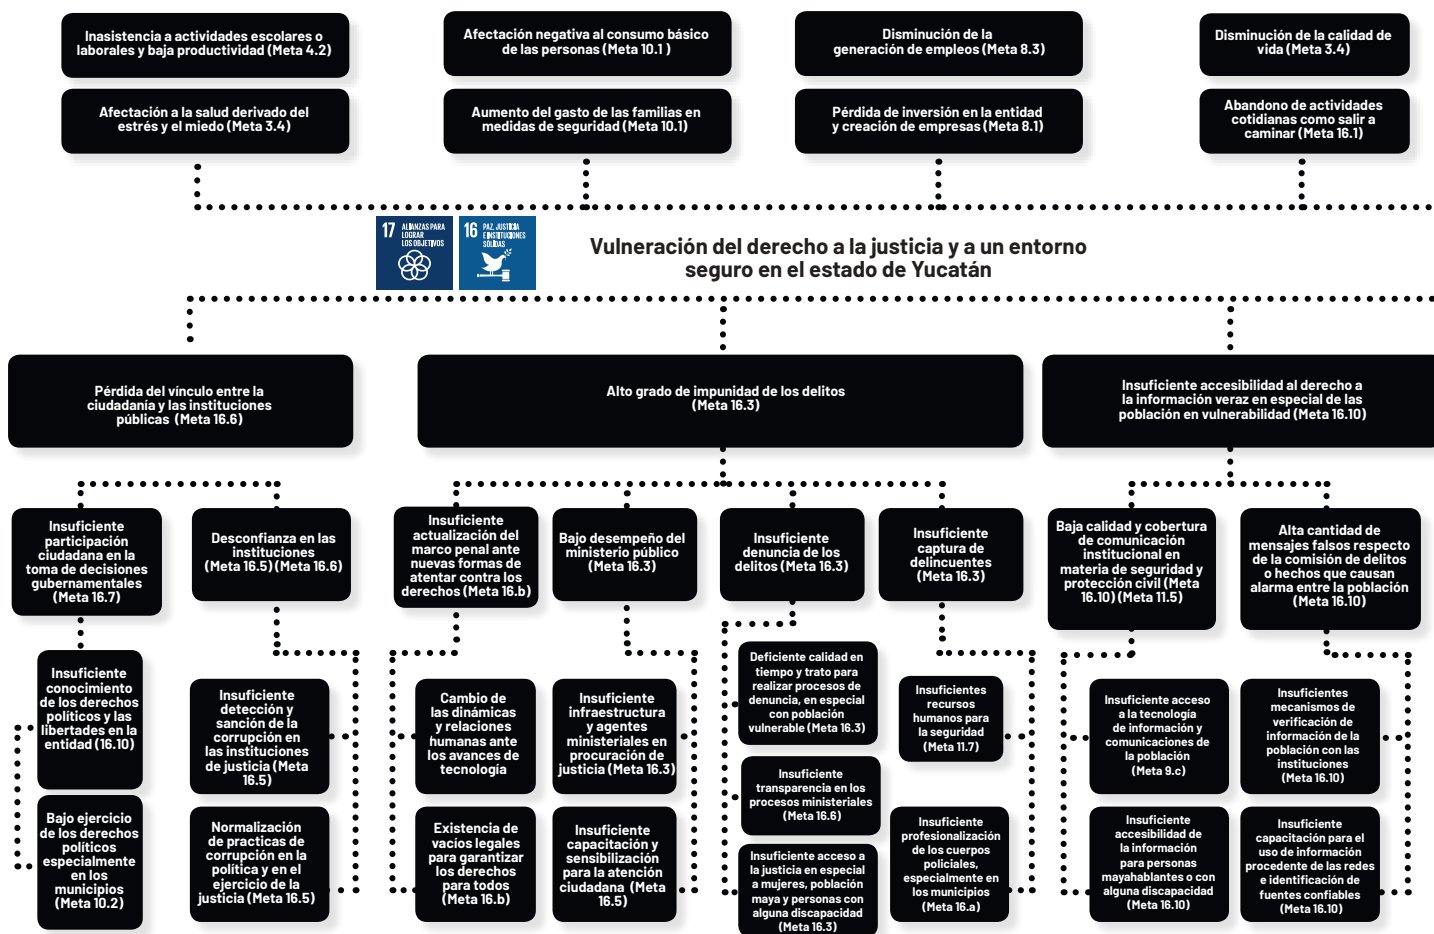 Inasistencia a actividades escolares o
laborales y baja productividad (Meta 4.2)
Afectación negativa al consumo básico
de las personas (Meta 10.1 )
Disminución de la
generación de empleos (Meta 8.3)
Disminución de la calidad de
vida (Meta 3.4)
Afectación a la salud derivado del
estrés y el miedo (Meta 3.4)
Aumento del gasto de las familias en
medidas de seguridad (Meta 10.1)
Pérdida de inversión en la entidad
y creación de empresas (Meta 8.1)
Abandono de actividades
cotidianas como salir a
caminar (Meta 16.1)
17 ALIANZAS PARA
LOGRAR
LOS OBJETIVOS
16 PAZ, JUSTICIA
E INSTITUCIONES
SÓLIDAS
Vulneración del derecho a la justicia y a un entorno
seguro en el estado de Yucatán
Pérdida del vínculo entre la
ciudadanía y las instituciones
públicas (Meta 16.6)
Alto grado de impunidad de los delitos
(Meta 16.3)
Insuficiente accesibilidad al derecho a
la información veraz en especial de las
población en vulnerabilidad (Meta 16.10)
Insuficiente
participación
ciudadana en la
toma de decisiones
gubernamentales
(Meta 16.7)
Desconfianza en las
instituciones
(Meta 16.5) (Meta 16.6)
Insuficiente
actualización del
marco penal ante
nuevas formas de
atentar contra los
derechos (Meta 16.b)
Bajo desempeño del
ministerio público
(Meta 16.3)
Insuficiente
denuncia de los
delitos (Meta 16.3)
Insuficiente
captura de
delincuentes
(Meta 16.3)
Baja calidad y cobertura
de comunicación
institucional en
materia de seguridad y
protección civil (Meta
16.10) (Meta 11.5)
Alta cantidad de
mensajes falsos respecto
de la comisión de delitos
o hechos que causan
alarma entre la población
(Meta 16.10)
Insuficiente
conocimiento
de los derechos
políticos y las
libertades en la
entidad (16.10)
Insuficiente
detección y
sanción de la
corrupción en
las instituciones
de justicia (Meta
16.5)
Cambio de
las dinámicas
y relaciones
humanas ante
los avances de
tecnología
Insuficiente
infraestructura
y agentes
ministeriales en
procuración de
justicia (Meta 16.3)
Deficiente calidad en
tiempo y trato para
realizar procesos de
denuncia, en especial
con población
vulnerable (Meta 16.3)
Insuficientes
recursos
humanos para
la seguridad
(Meta 11.7)
Insuficiente acceso
a la tecnología
de información y
comunicaciones de
la población
(Meta 9.c)
Insuficientes
mecanismos de
verificación de
información de la
población con las
instituciones
(Meta 16.10)
Insuficiente
transparencia en los
procesos ministeriales
(Meta 16.6)
Bajo ejercicio
de los derechos
políticos
especialmente
en los
municipios
(Meta 10.2)
Normalización
de practicas de
corrupción en la
política y en el
ejercicio de la
justicia (Meta 16.5)
Existencia de
vacíos legales
para garantizar
los derechos
para todos
(Meta 16.b)
Insuficiente
capacitación y
sensibilización
para la atención
ciudadana (Meta
16.5)
Insuficiente acceso a
la justicia en especial
a mujeres, población
maya y personas con
alguna discapacidad
(Meta 16.3)
Insuficiente
profesionalización
de los cuerpos
policiales,
especialmente en
los municipios
(Meta 16.a)
Insuficiente
accesibilidad de
la información
para personas
mayahablantes o con
alguna discapacidad
(Meta 16.10)
Insuficiente
capacitación para el
uso de información
procedente de las redes
e identificación de
fuentes confiables
(Meta 16.10)